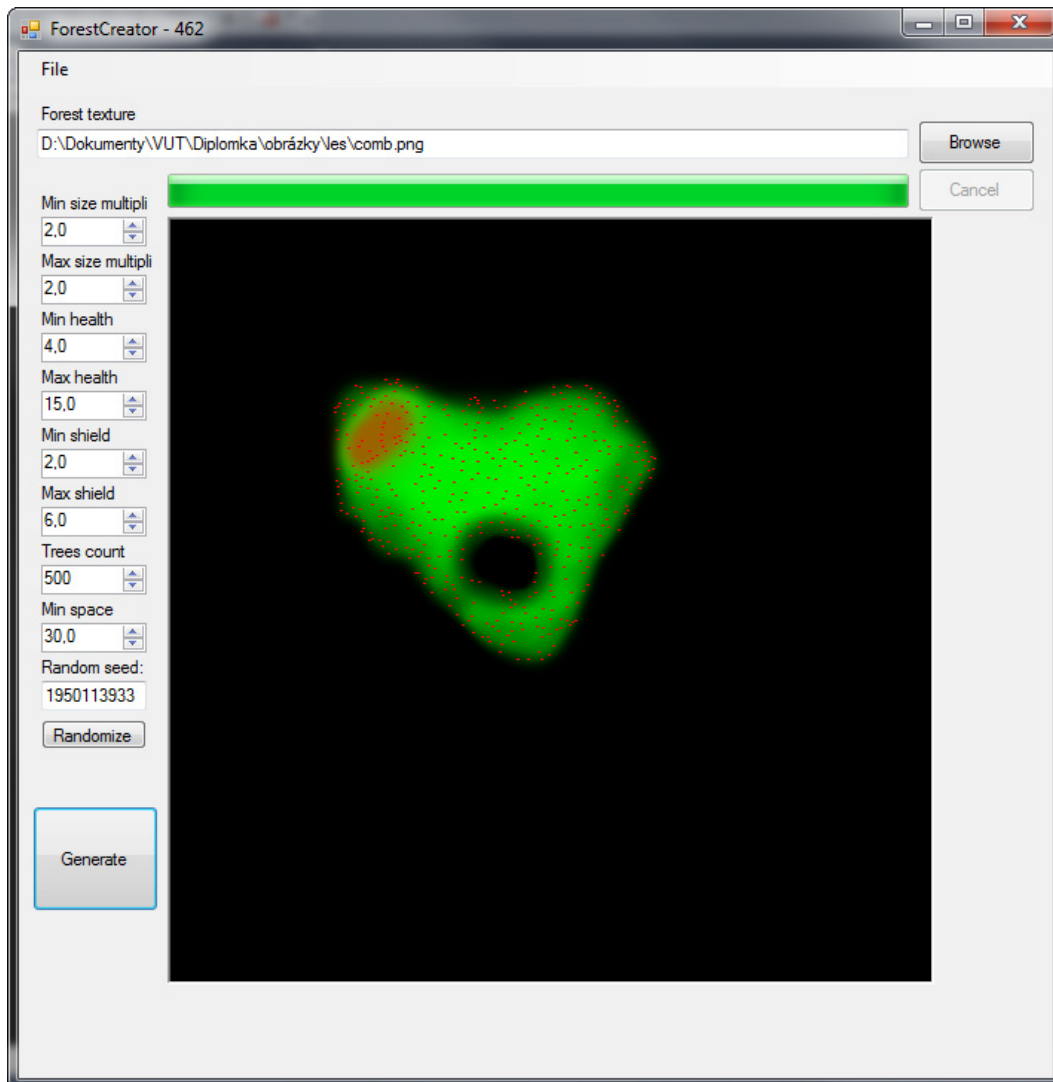 ForestCreator - 462
File
Forest texture
D:\Dokumenty\VUT\Diplomka\obrázky\les\comb.png
Browse
Cancel
Min size multipli
2,0
Max size multipli
2,0
Min health
4,0
Max health
15,0
Min shield
2,0
Max shield
6,0
Trees count
500
Min space
30,0
Random seed:
1950113933
Randomize
Generate